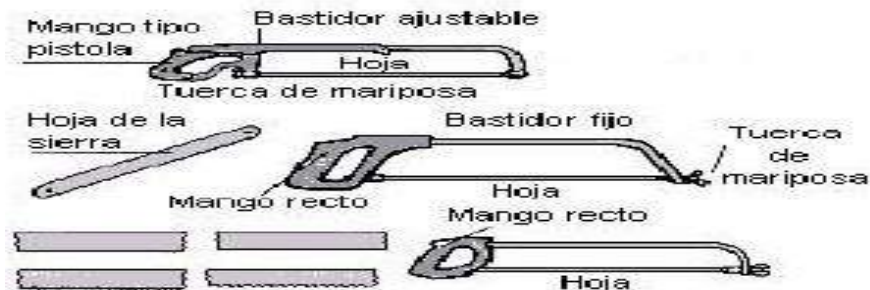 Mango tipo
pistola
Bastidor ajustable
Hoja
Tuerca de mariposa
Hoja de la
sierra
Bastidor fijo
Tuerca
de
mariposa
Mango recto
Hoja
Mango recto
Hoja